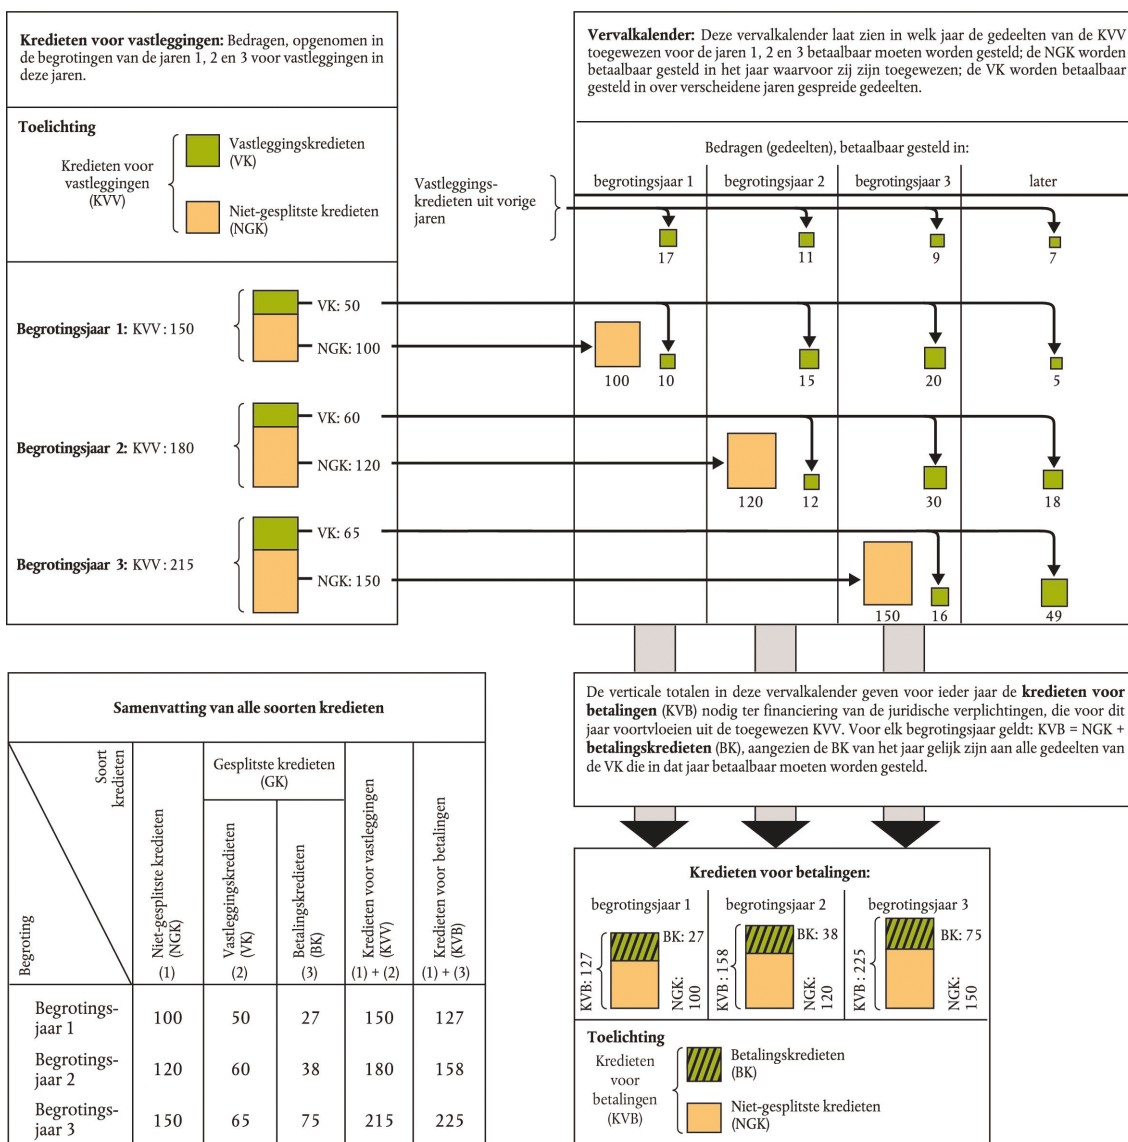 Kredieten voor vastleggingen: Bedragen, opgenomen in
de begrotingen van de jaren 1, 2 en 3 voor vastleggingen in
deze jaren.
Toelichting
Kredieten voor
vastleggingen
(KVV)
Vastleggingskredieten
(VK)
Niet-gesplitste kredieten
(NGK)
Vervalkalender: Deze vervalkalender laat zien in welk jaar de gedeelten van de KVV
toegewezen voor de jaren 1, 2 en 3 betaalbaar moeten worden gesteld; de NGK worden
betaalbaar gesteld in het jaar waarvoor zij zijn toegewezen; de VK worden betaalbaar
gesteld in over verscheidene jaren gespreide gedeelten.
Bedragen (gedeelten), betaalbaar gesteld in:
begrotingsjaar 1
begrotingsjaar 2
begrotingsjaar 3
later
Vastleggings-
kredieten uit vorige
jaren
17
11
9
7
Begrotingsjaar 1: KVV : 150
VK: 50
NGK: 100
100
10
15
20
5
Begrotingsjaar 2: KVV : 180
VK: 60
NGK: 120
120
12
30
18
Begrotingsjaar 3: KVV : 215
VK: 65
NGK: 150
150
16
49
De verticale totalen in deze vervalkalender geven voor ieder jaar de kredieten voor
betalingen (KVB) nodig ter financiering van de juridische verplichtingen, die voor dit
jaar voortvloeien uit de toegewezen KVV. Voor elk begrotingsjaar geldt: KVB = NGK +
betalingskredieten (BK), aangezien de BK van het jaar gelijk zijn aan alle gedeelten van
de VK die in dat jaar betaalbaar moeten worden gesteld.
Samenvatting van alle soorten kredieten
Soort
kredieten
Begroting
Niet-gesplitste kredieten
(NGK)
(1)
Gesplitste kredieten
(GK)
Vastleggingskredieten
(VK)
(2)
Betalingskredieten
(BK)
(3)
Kredieten voor vastleggingen
(KVV)
(1) + (2)
Kredieten voor betalingen
(KVB)
(1) + (3)
Begrotings-
jaar 1
100 50 27 150 127
Begrotings-
jaar 2
120 60 38 180 158
Begrotings-
jaar 3
150 65 75 215 225
Kredieten voor betalingen:
begrotingsjaar 1
KVB: 127
BK: 27
NGK:
100
begrotingsjaar 2
KVB : 158
BK: 38
NGK:
120
begrotingsjaar 3
KVB : 225
BK: 75
NGK:
150
Toelichting
Kredieten
voor
betalingen
(KVB)
Betalingskredieten
(BK)
Niet-gesplitste kredieten
(NGK)